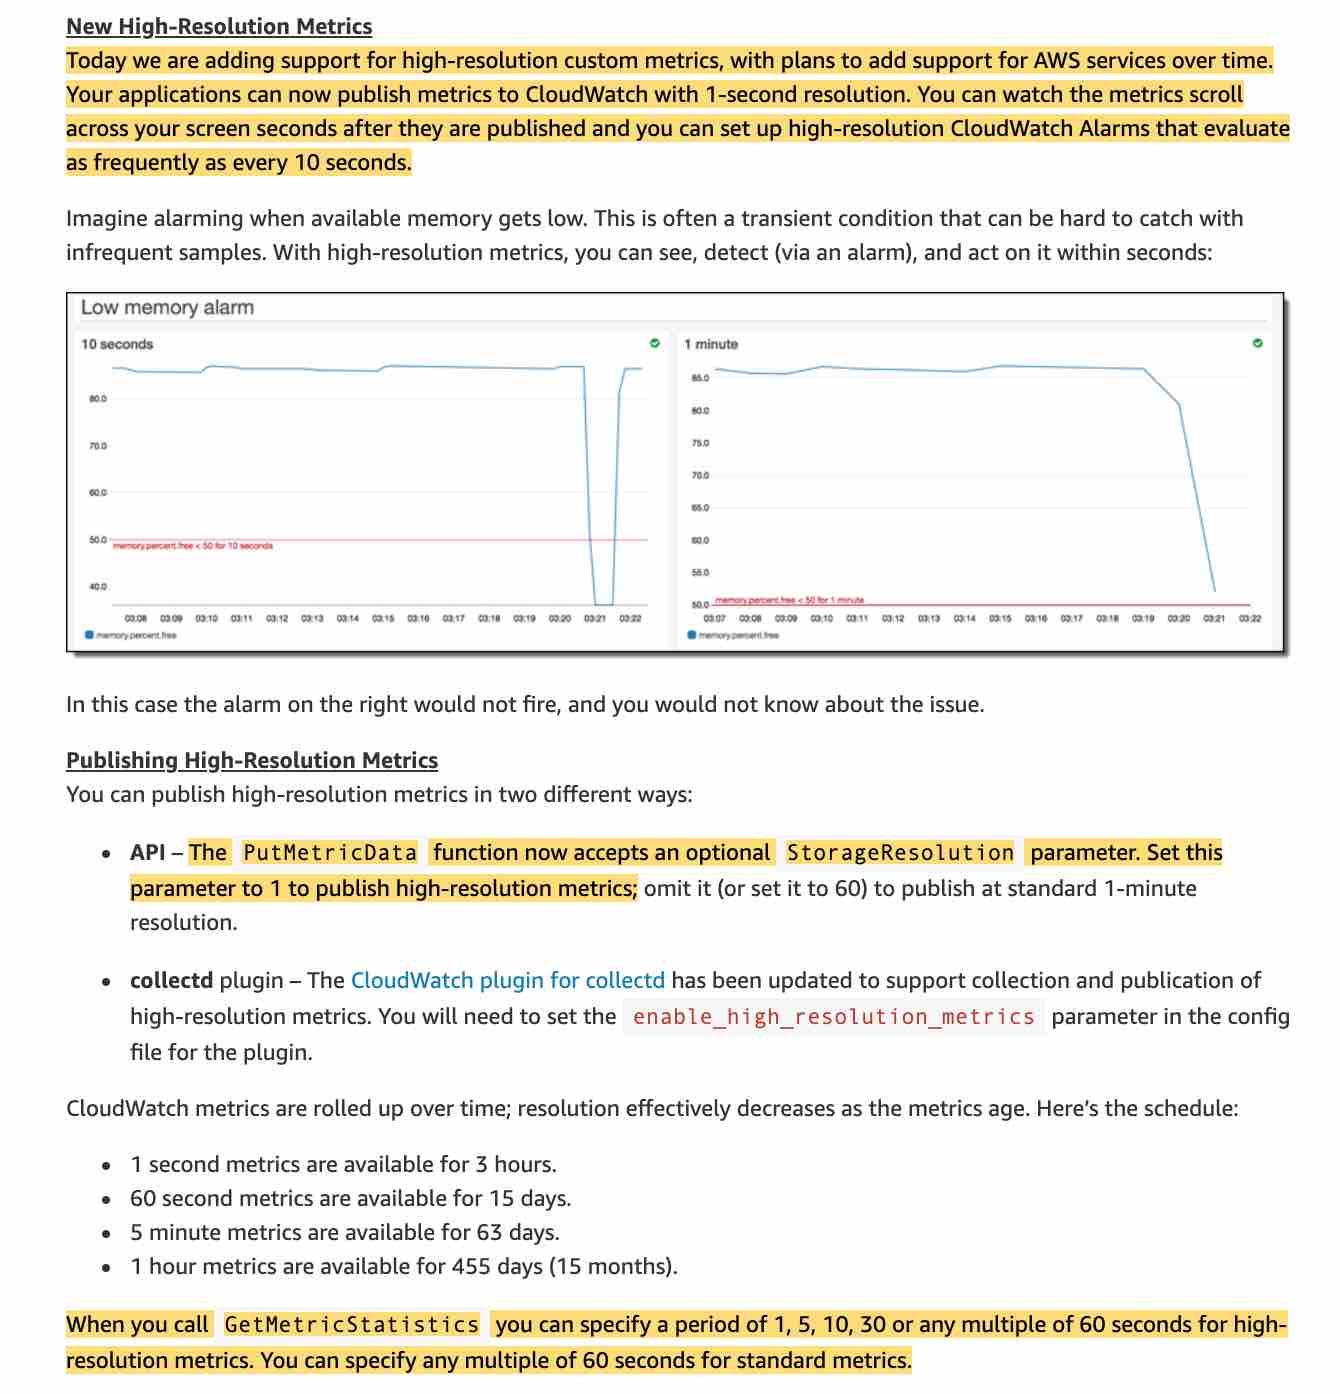 New High-Resolution Metrics
Today we are adding support for high-resolution custom metrics, with plans to add support for AWS services over time.
Your applications can now publish metrics to CloudWatch with 1-second resolution. You can watch the metrics scroll
across your screen seconds after they are published and you can set up high-resolution CloudWatch Alarms that evaluate
as frequently as every 10 seconds.
Imagine alarming when available memory gets low. This is often a transient condition that can be hard to catch with
infrequent samples. With high-resolution metrics, you can see, detect (via an alarm), and act on it within seconds:
Low memory alarm
10 seconds
80.0
70.0
60.0
50.0
memory.percent.free < 50 for 10 seconds
40.0
03:08 03:09 03:10 03:11 03:12 03:13 03:14 03:15 03:16 03:17 03:18 03:19 03:20 03:21 03:22
memory.percent.free
1 minute
85.0
80.0
75.0
70.0
65.0
60.0
55.0
50.0
memory.percent.free < 50 for 1 minute
03:07 03:08 03:09 03:10 03:11 03:12 03:13 03:14 03:15 03:16 03:17 03:18 03:19 03:20 03:21 03:22
memory.percent.free
In this case the alarm on the right would not fire, and you would not know about the issue.
Publishing High-Resolution Metrics
You can publish high-resolution metrics in two different ways:
• API – The PutMetricData function now accepts an optional StorageResolution parameter. Set this
parameter to 1 to publish high-resolution metrics; omit it (or set it to 60) to publish at standard 1-minute
resolution.
• collectd plugin – The CloudWatch plugin for collectd has been updated to support collection and publication of
high-resolution metrics. You will need to set the enable_high_resolution_metrics parameter in the config
file for the plugin.
CloudWatch metrics are rolled up over time; resolution effectively decreases as the metrics age. Here’s the schedule:
• 1 second metrics are available for 3 hours.
• 60 second metrics are available for 15 days.
• 5 minute metrics are available for 63 days.
• 1 hour metrics are available for 455 days (15 months).
When you call GetMetricStatistics you can specify a period of 1, 5, 10, 30 or any multiple of 60 seconds for high-
resolution metrics. You can specify any multiple of 60 seconds for standard metrics.